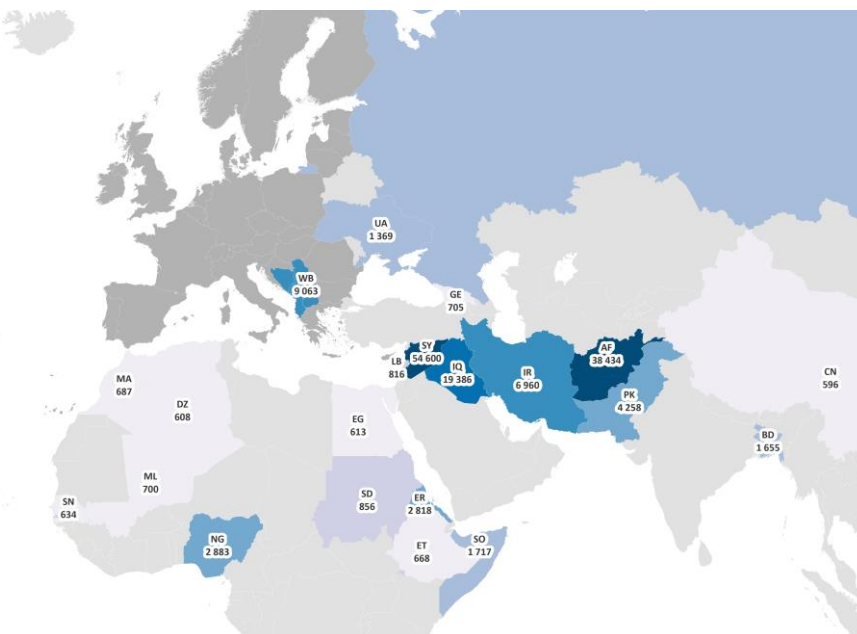 UA
1 369
WB
9 063
GE
705
SY
54 600
LB
816
IQ
19 386
IR
6 960
AF
38 434
PK
4 258
CN
596
MA
687
DZ
608
EG
613
BD
1 655
ML
700
SN
634
SD
856
ER
2 818
NG
2 883
ET
668
SO
1 717